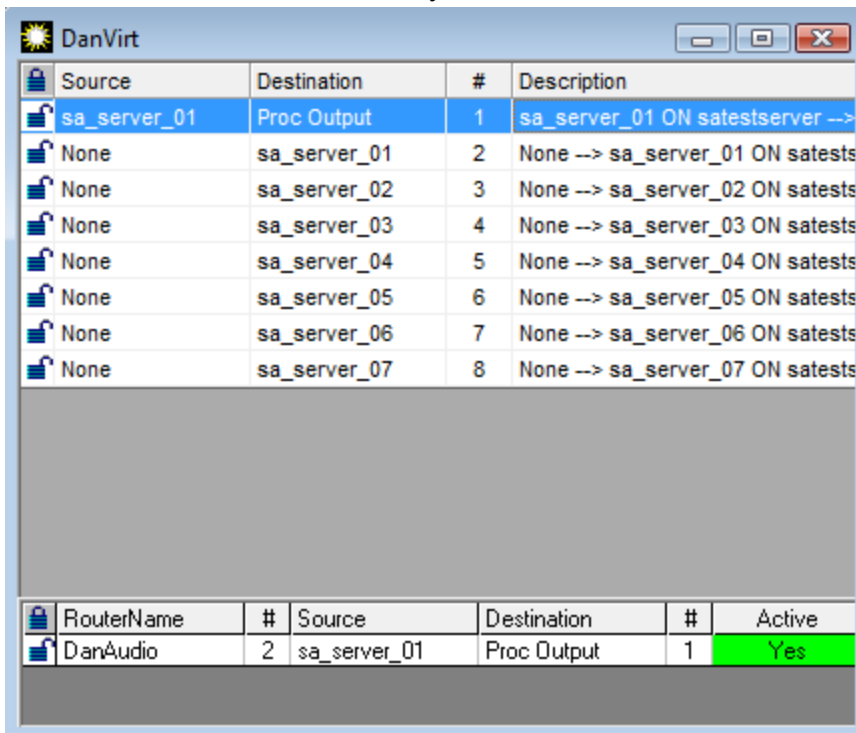 DanVirt
Source Destination # Description
sa_server_01 Proc Output 1 sa_server_01 ON satestserver -->
None sa_server_01 2 None --> sa_server_01 ON satests
None sa_server_02 3 None --> sa_server_02 ON satests
None sa_server_03 4 None --> sa_server_03 ON satests
None sa_server_04 5 None --> sa_server_04 ON satests
None sa_server_05 6 None --> sa_server_05 ON satests
None sa_server_06 7 None --> sa_server_06 ON satests
None sa_server_07 8 None --> sa_server_07 ON satests
RouterName # Source Destination # Active
DanAudio 2 sa_server_01 Proc Output 1 Yes